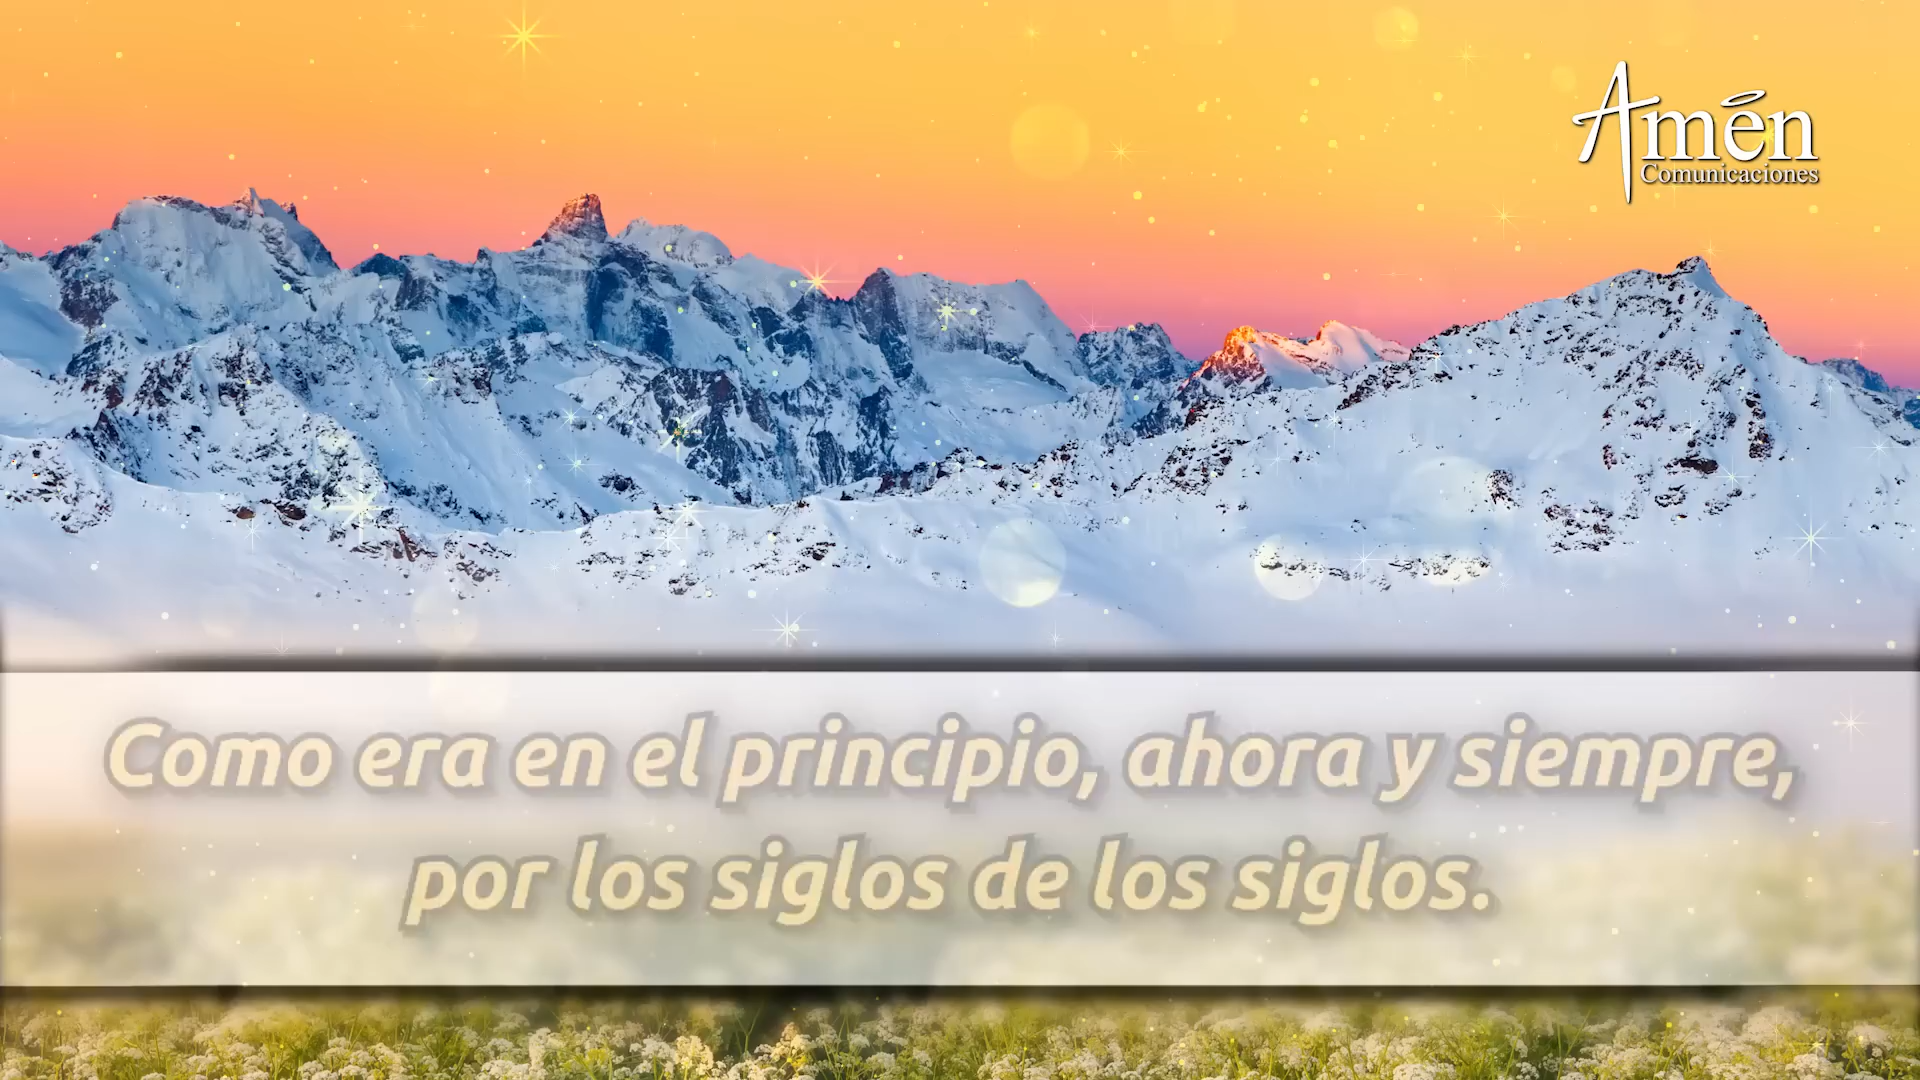 Amén
Comunicaciones
Como era en el principio, ahora y siempre,
por los siglos de los siglos.